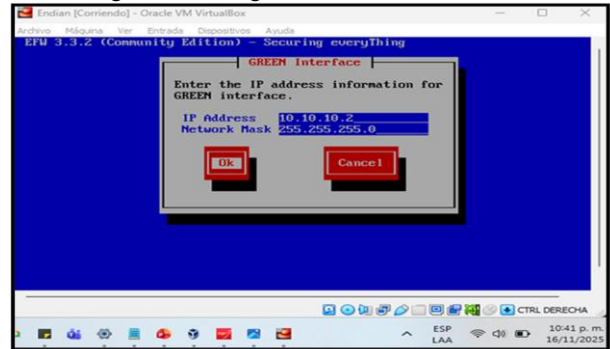 Endian [Corriendo] - Oracle VM VirtualBox
Archivo Máquina Ver Entrada Dispositivos Ayuda
EFW 3.3.2 (Community Edition) - Securing everyThing
GREEN Interface
Enter the IP address information for
GREEN interface.
IP Address 10.10.10.2
Network Mask 255.255.255.0
Ok Cancel
CTRL DERECHA
ESP
LAA
10:41 p. m.
16/11/2025